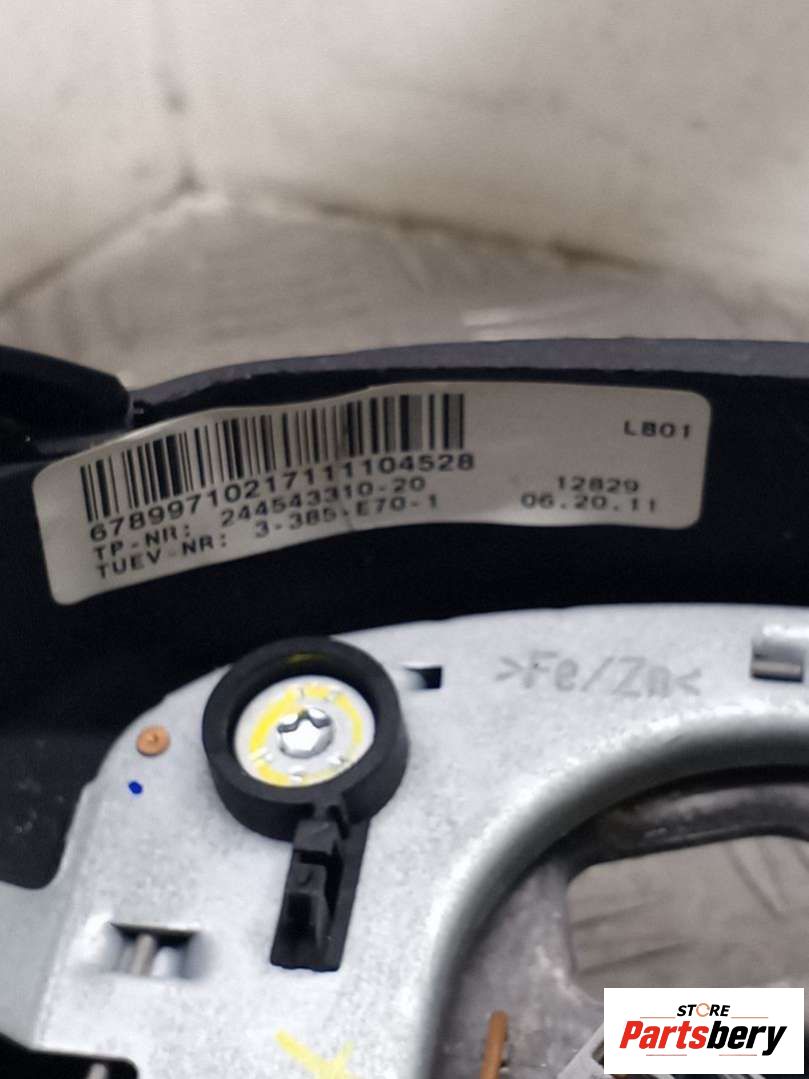 LB01
67899710217111104528
TP-NR: 244543310-20
12829
TUEV-NR: 3-385-E70-1
06.20.11
>Fe/Zn<
STORE
Partsbery